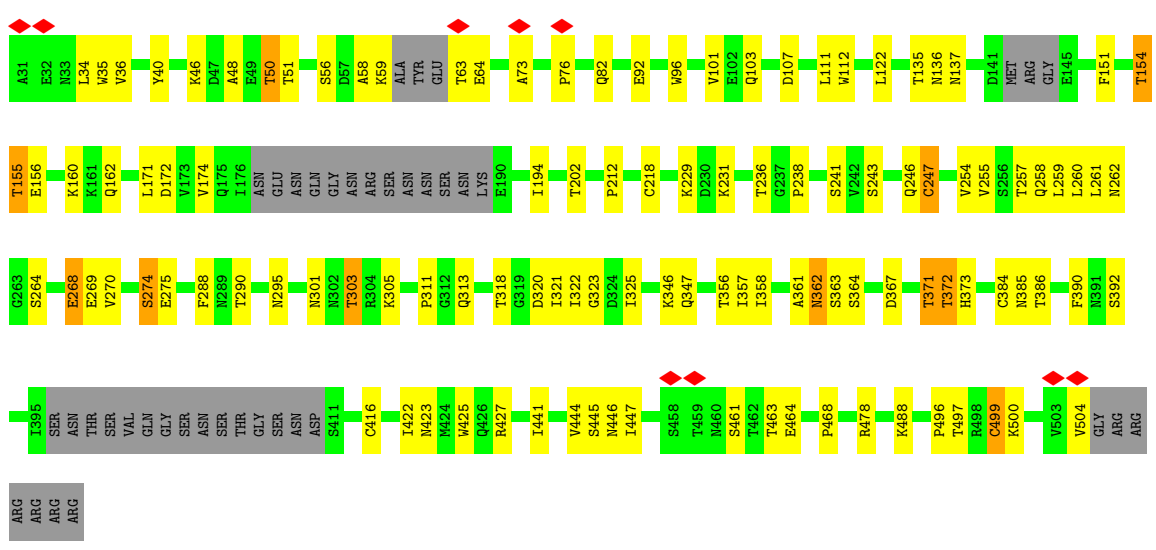 A31 E32 N33 L34 W35 V36 Y40 K46 D47 A48 E49 T50 T51 S56 D57 A58 K59 ALA TYR GLU T63 E64 A73 P76 Q82 E92 W96 V101 E102 Q103 D107 L111 W112 L122 T135 N136 N137 D141 MET ARG GLY E145 F151 T154
T155 E156 K160 K161 Q162 L171 D172 V173 V174 Q175 I176 ASN GLU ASN GLN GLY ASN ARG SER ASN ASN SER ASN LYS E190 I194 T202 P212 C218 K229 D230 K231 T236 G237 P238 S241 V242 S243 Q246 C247 V254 V255 S256 T257 Q258 L259 L260 L261 N262
G263 S264 E268 E269 V270 S274 E275 F288 N289 T290 N295 N301 N302 T303 R304 K305 P311 G312 Q313 T318 G319 D320 I321 I322 G323 D324 I325 K346 Q347 T356 I357 I358 A361 N362 S363 S364 D367 T371 T372 H373 C384 N385 T386 F390 N391 S392
I395 SER ASN THR SER VAL GLN GLY SER ASN SER THR GLY SER ASN ASP S411 C416 I422 N423 M424 W425 Q426 R427 I441 V444 S445 N446 I447 S458 T459 N460 S461 T462 T463 E464 P468 R478 K488 P496 T497 R498 C499 K500 V503 V504 GLY ARG ARG
ARG ARG ARG ARG